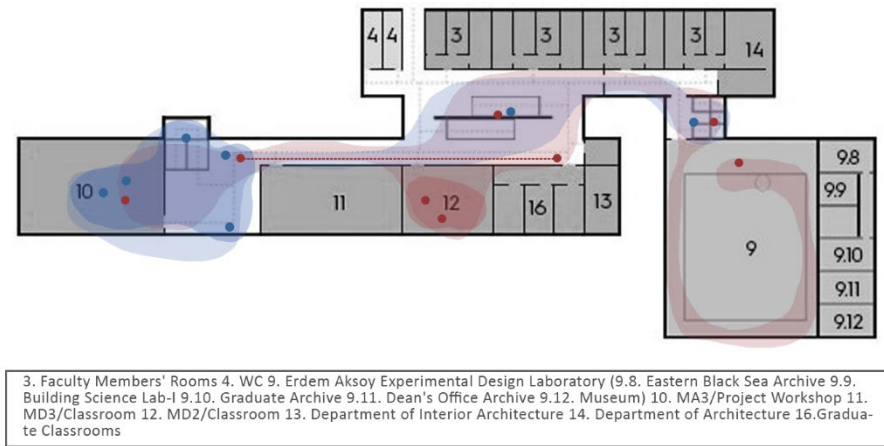 4 4 3 3 3 3 14
10 11 12 16 13
9.8
9.9
9
9.10
9.11
9.12
3. Faculty Members' Rooms 4. WC 9. Erdem Aksoy Experimental Design Laboratory (9.8. Eastern Black Sea Archive 9.9.
Building Science Lab-I 9.10. Graduate Archive 9.11. Dean's Office Archive 9.12. Museum) 10. MA3/Project Workshop 11.
MD3/Classroom 12. MD2/Classroom 13. Department of Interior Architecture 14. Department of Architecture 16.Gradua-
te Classrooms